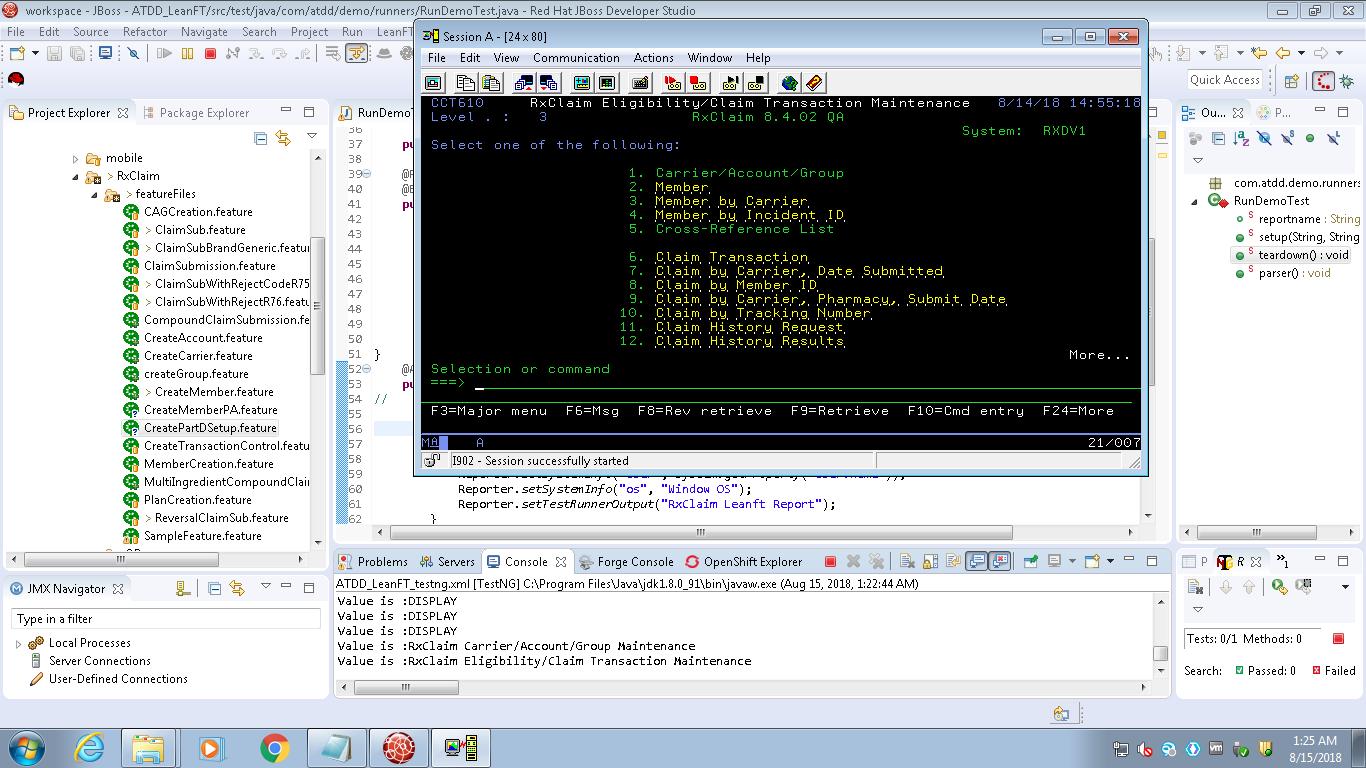 workspace - JBoss - ATDD_LeanFT/src/test/java/com/atdd/demo/runners/RunDemoTest.java - Red Hat JBoss Developer Studio
File Edit Source Refactor Navigate Search Project Run LeanFT
Quick Access
Project Explorer
Package Explorer
mobile
> RxClaim
> featureFiles
CAGCreation.feature
> ClaimSub.feature
> ClaimSubBrandGeneric.featur
ClaimSubmission.feature
> ClaimSubWithRejectCodeR75
> ClaimSubWithRejectR76.featu
CompoundClaimSubmission.fe
CreateAccount.feature
CreateCarrier.feature
createGroup.feature
> CreateMember.feature
CreateMemberPA.feature
CreatePartDSetup.feature
CreateTransactionControl.featu
MemberCreation.feature
MultiIngredientCompoundClai
PlanCreation.feature
> ReversalClaimSub.feature
SampleFeature.feature
RunDemo
36
37 pu
38
39 @
40 @
41 pu
42
43
44
45
46
47
48
49
50
51 }
52 @A
53 pu
54 //
55
56
57
58
59
60 Reporter.setSystemInfo("os", "Window OS");
61 Reporter.setTestRunnerOutput("RxClaim Leanft Report");
62 }
Session A - [24 x 80]
File Edit View Communication Actions Window Help
CCT610 RxClaim Eligibility/Claim Transaction Maintenance 8/14/18 14:55:18
Level . : 3 RxClaim 8.4.02 QA
System: RXDV1
Select one of the following:
1. Carrier/Account/Group
2. Member
3. Member by Carrier
4. Member by Incident ID
5. Cross-Reference List
6. Claim Transaction
7. Claim by Carrier, Date Submitted
8. Claim by Member ID
9. Claim by Carrier, Pharmacy, Submit Date
10. Claim by Tracking Number
11. Claim History Request
12. Claim History Results
More...
Selection or command
===>
F3=Major menu F6=Msg F8=Rev retrieve F9=Retrieve F10=Cmd entry F24=More
MA A 21/007
I902 - Session successfully started
Ou...
P...
com.atdd.demo.runners
RunDemoTest
reportname : String
setup(String, String
teardown() : void
parser() : void
JMX Navigator
Type in a filter
Local Processes
Server Connections
User-Defined Connections
Problems Servers Console Forge Console OpenShift Explorer
ATDD_LeanFT_testng.xml [TestNG] C:\Program Files\Java\jdk1.8.0_91\bin\javaw.exe (Aug 15, 2018, 1:22:44 AM)
Value is :DISPLAY
Value is :DISPLAY
Value is :DISPLAY
Value is :RxClaim Carrier/Account/Group Maintenance
Value is :RxClaim Eligibility/Claim Transaction Maintenance
P R »1
Tests: 0/1 Methods: 0
Search: Passed: 0 Failed
1:25 AM
8/15/2018